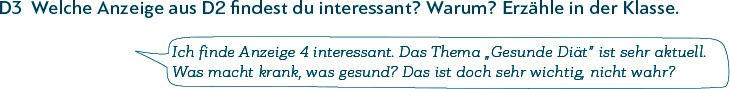 D3 Welche Anzeige aus D2 findest du interessant? Warum? Erzähle in der Klasse.
Ich finde Anzeige 4 interessant. Das Thema „Gesunde Diät” ist sehr aktuell.
Was macht krank, was gesund? Das ist doch sehr wichtig, nicht wahr?